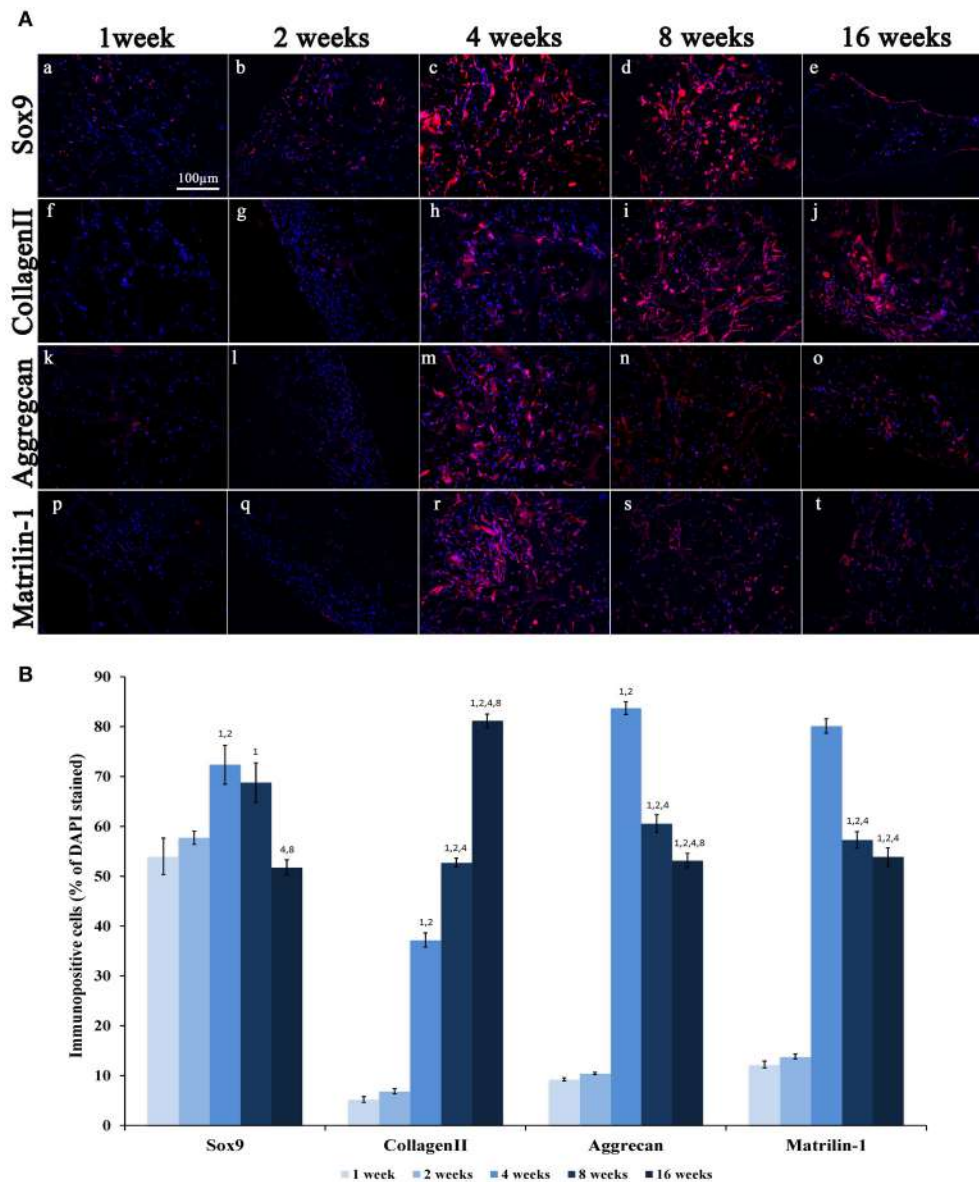 A
1week 2 weeks 4 weeks 8 weeks 16 weeks
Sox9
a b c d e
100µm
CollagenII
f g h i j
Aggregcan
k l m n o
Matrilin-1
p q r s t
B
Immunopositive cells (% of DAPI stained)
90
80
70
60
50
40
30
20
10
0
1,2
1
4,8
1,2
1,2,4
1,2,4,8
1,2
1,2,4
1,2,4,8
1,2,4
1,2,4
Sox9 CollagenII Aggrecan Matrilin-1
1 week 2 weeks 4 weeks 8 weeks 16 weeks